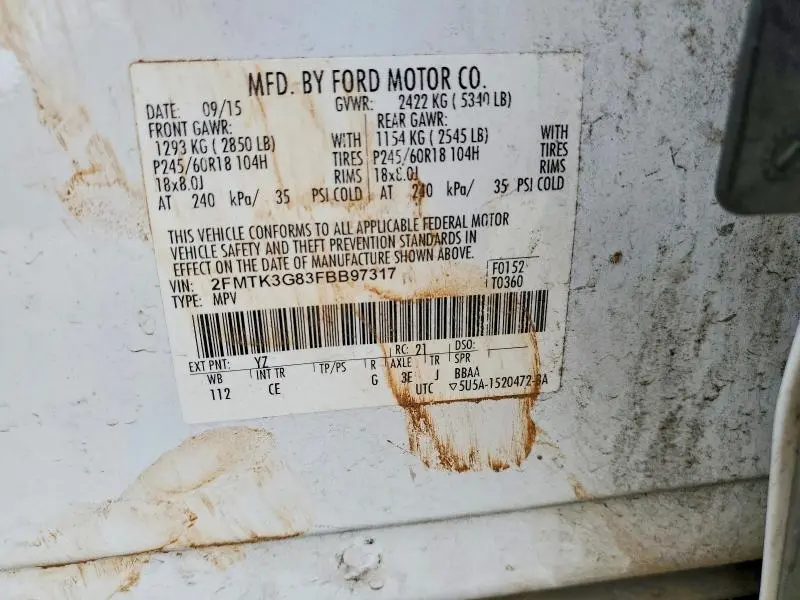 MFD. BY FORD MOTOR CO.
DATE: 09/15 GVWR: 2422 KG ( 5340 LB)
FRONT GAWR: REAR GAWR:
1293 KG ( 2850 LB) WITH 1154 KG ( 2545 LB) WITH
P245/60R18 104H TIRES P245/60R18 104H TIRES
18x8.0J RIMS 18x8.0J RIMS
AT 240 kPa/ 35 PSI COLD AT 240 kPa/ 35 PSI COLD
THIS VEHICLE CONFORMS TO ALL APPLICABLE FEDERAL MOTOR
VEHICLE SAFETY AND THEFT PREVENTION STANDARDS IN
EFFECT ON THE DATE OF MANUFACTURE SHOWN ABOVE.
VIN: 2FMTK3G83FBB97317 F0152
TYPE: MPV T0360
EXT PNT: YZ RC: 21 DSO:
WB INT TR TP/PS R AXLE TR SPR
112 CE G 3E J BBAA
UTC ▽5U5A-1520472-BA